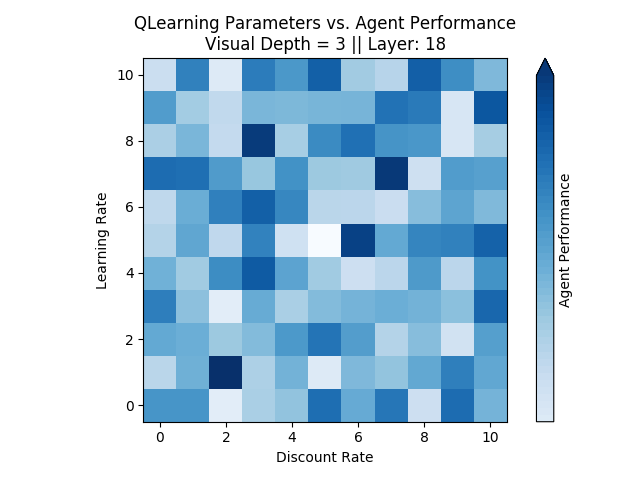 QLearning Parameters vs. Agent Performance
Visual Depth = 3 || Layer: 18
10
8
6
4
2
0
Learning Rate
0 2 4 6 8 10
Discount Rate
Agent Performance